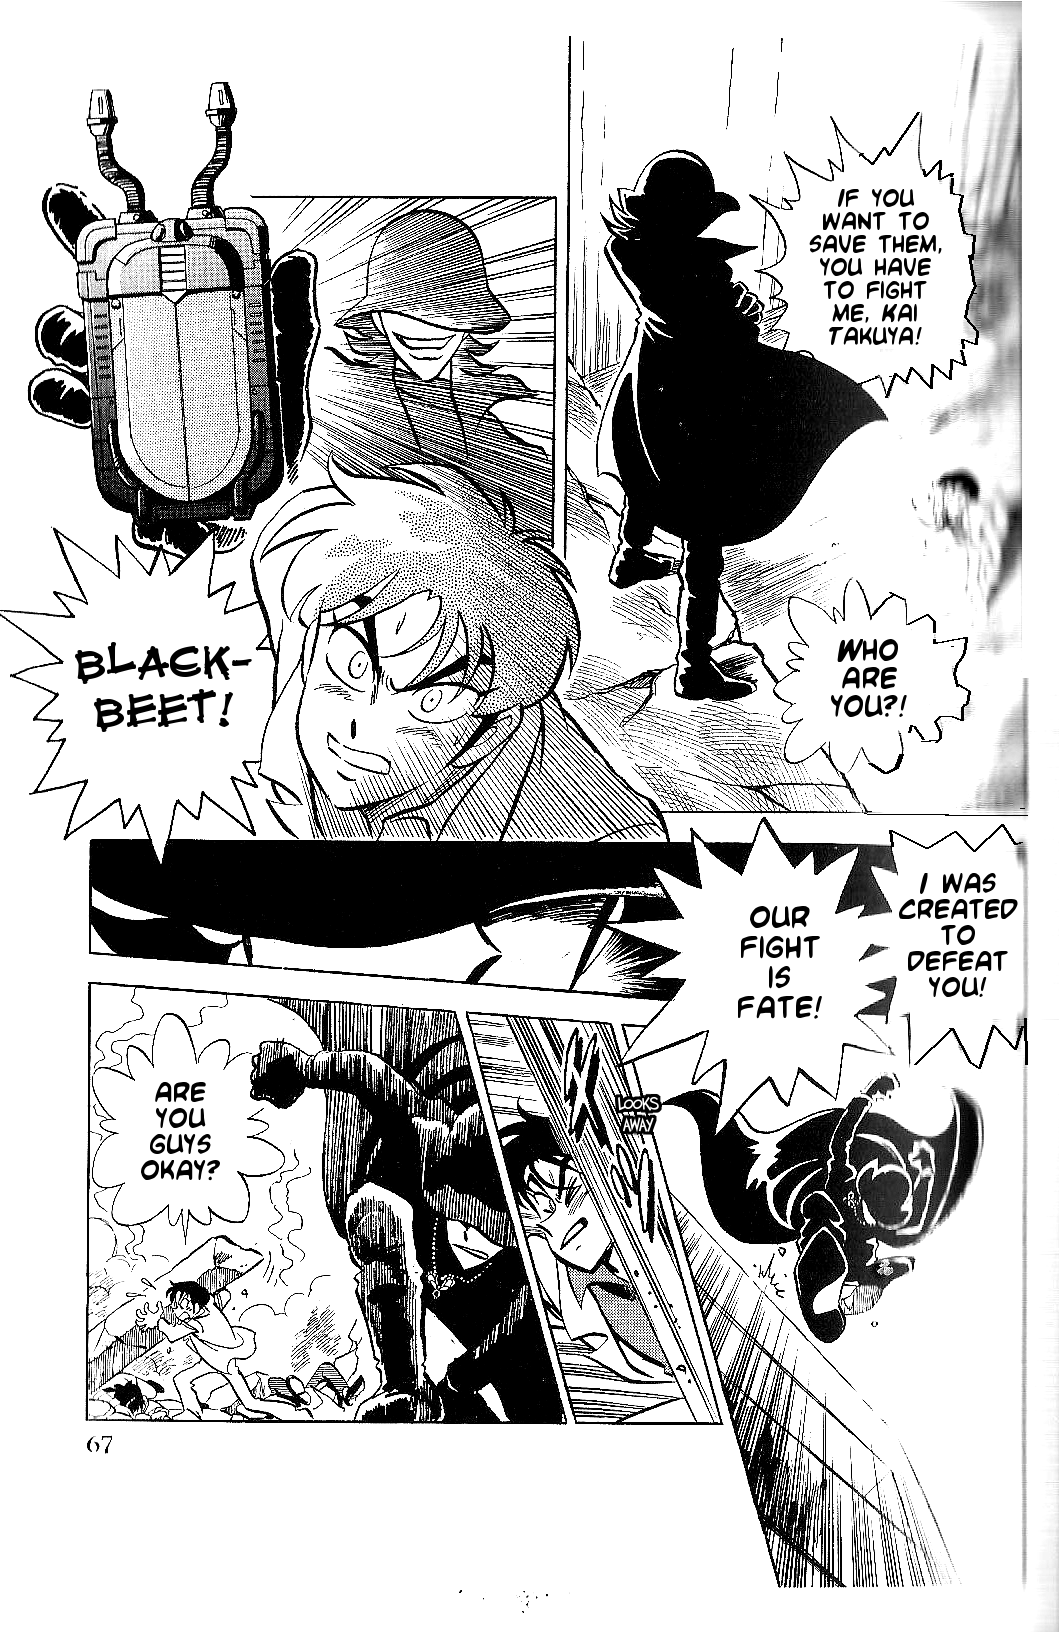 IF YOU
WANT TO
SAVE THEM,
YOU HAVE
TO FIGHT
ME, KAI
TAKUYA!
WHO
ARE
YOU?!
BLACK-
BEET!
I WAS
CREATED
TO
DEFEAT
YOU!
OUR
FIGHT
IS
FATE!
LOOKS
AWAY
ARE
YOU
GUYS
OKAY?
67